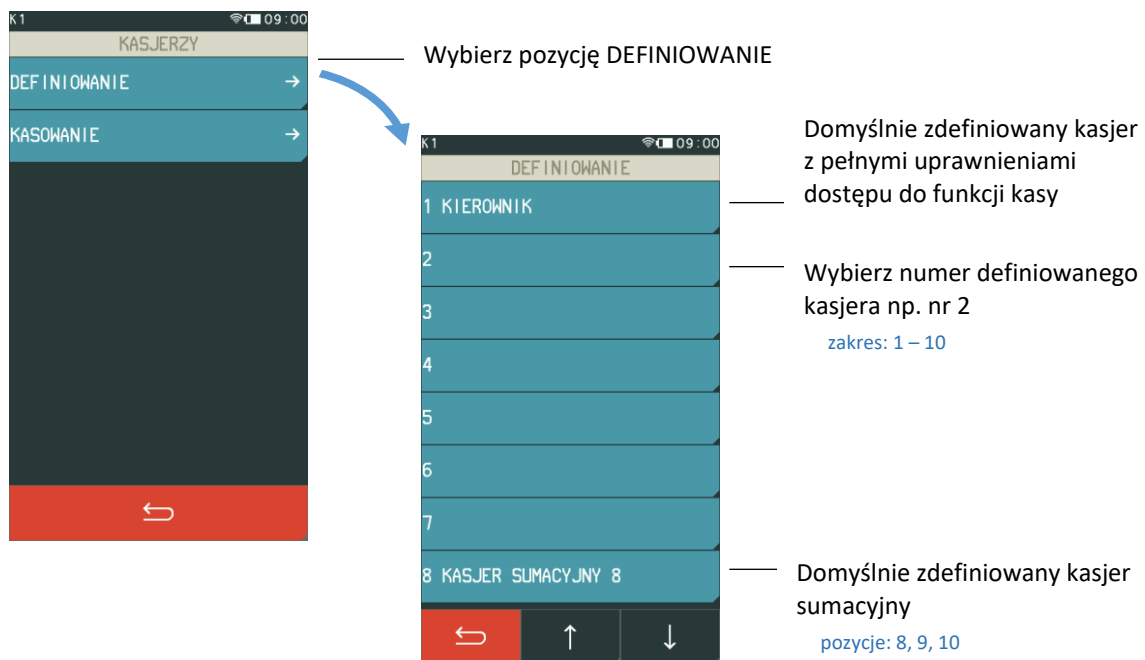 K1 09:00
KASJERZY
DEFINIOWANIE →
KASOWANIE →
Wybierz pozycję DEFINIOWANIE
K1 09:00
DEFINIOWANIE
1 KIEROWNIK
2
3
4
5
6
7
8 KASJER SUMACYJNY 8
↑ ↓
Domyślnie zdefiniowany kasjer
z pełnymi uprawnieniami
dostępu do funkcji kasy
Wybierz numer definiowanego
kasjera np. nr 2
zakres: 1 – 10
Domyślnie zdefiniowany kasjer
sumacyjny
pozycje: 8, 9, 10